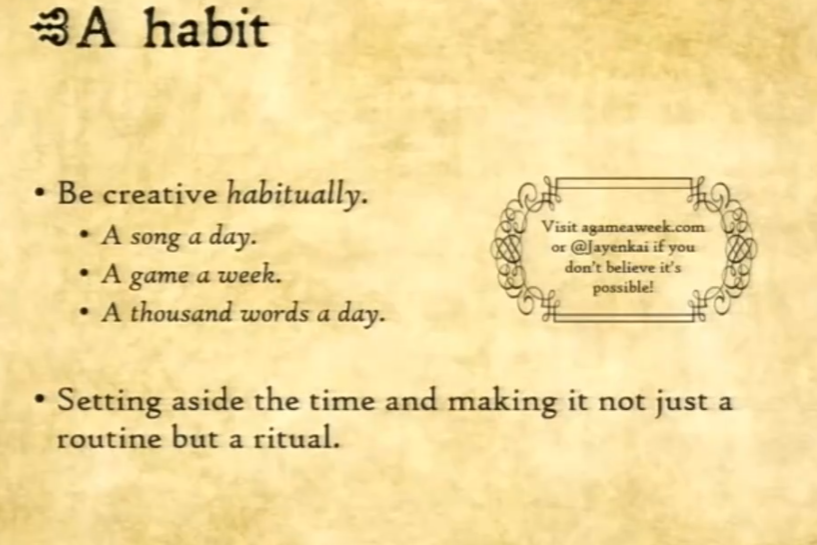 A habit
• Be creative habitually.
• A song a day.
• A game a week.
• A thousand words a day.
Visit agameaweek.com
or @Jayenkai if you
don't believe it's
possible!
• Setting aside the time and making it not just a
routine but a ritual.